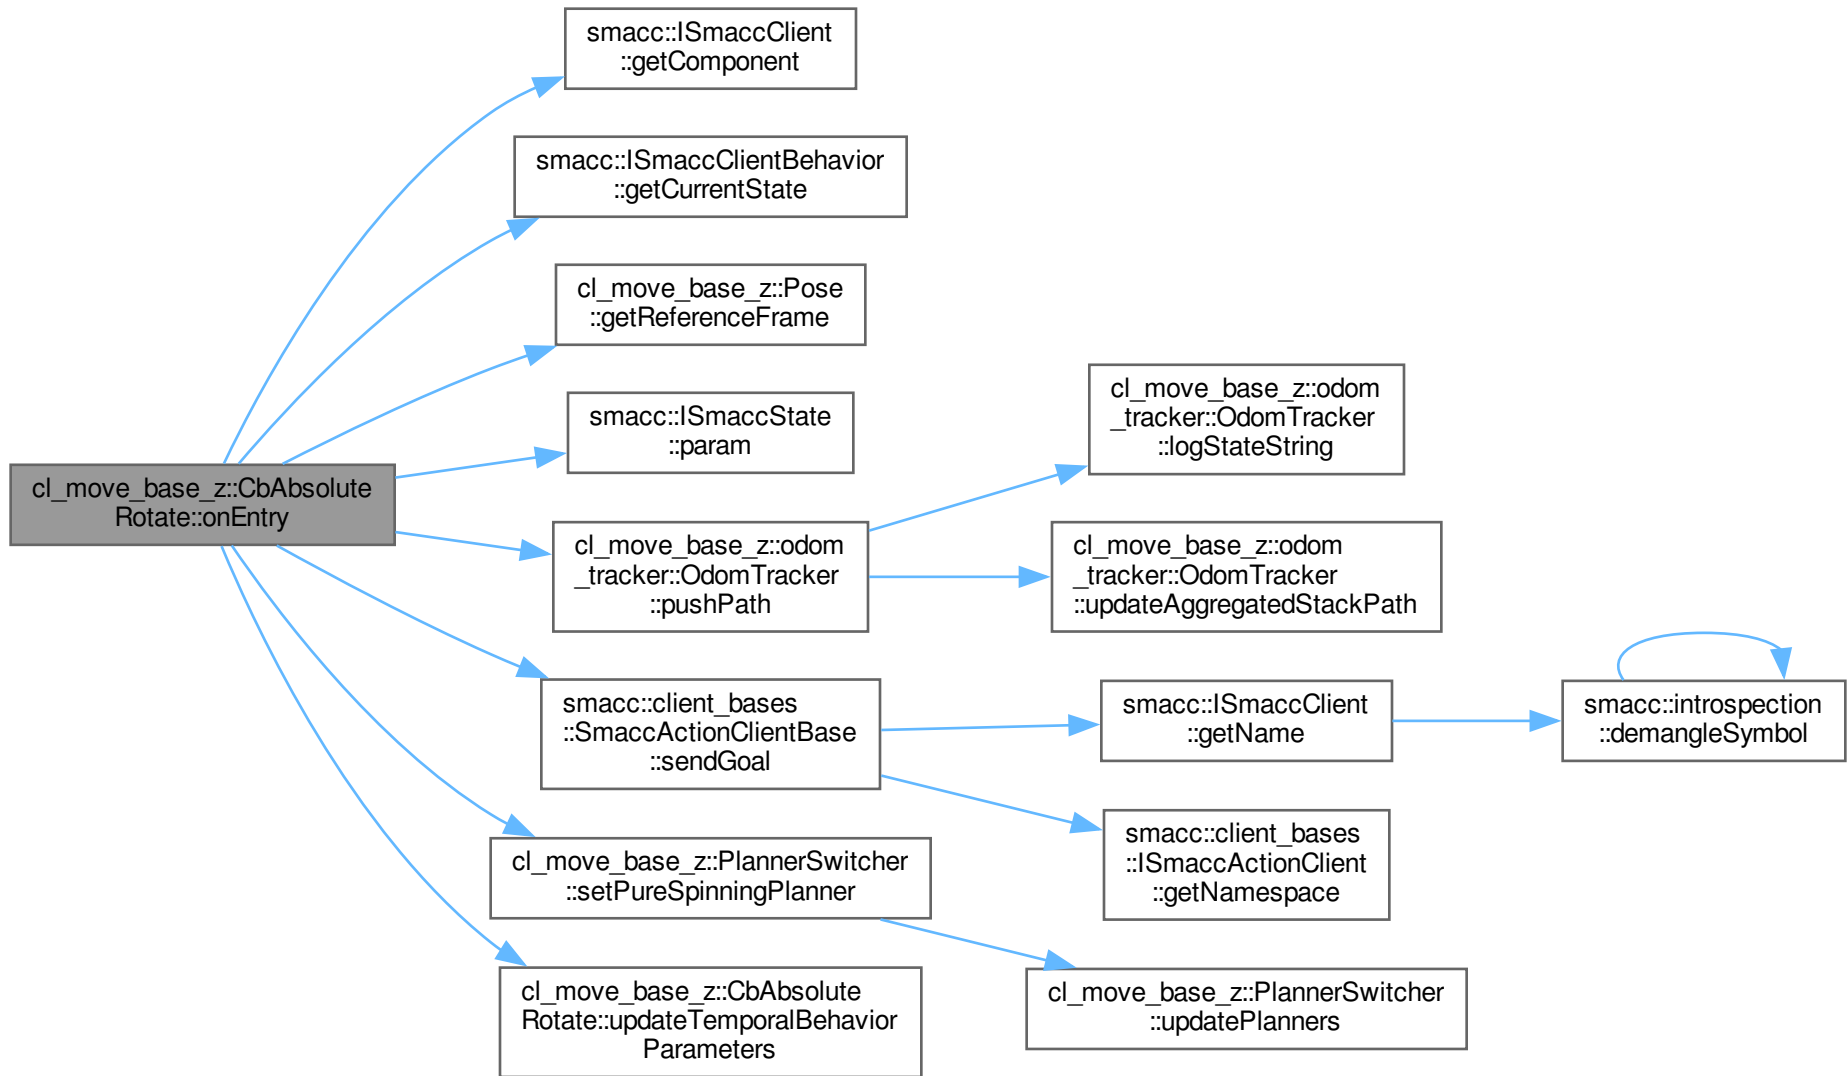 cl_move_base_z::CbAbsolute
Rotate::onEntry
smacc::ISmaccClient
::getComponent
smacc::ISmaccClientBehavior
::getCurrentState
cl_move_base_z::Pose
::getReferenceFrame
smacc::ISmaccState
::param
cl_move_base_z::odom
_tracker::OdomTracker
::pushPath
cl_move_base_z::odom
_tracker::OdomTracker
::logStateString
cl_move_base_z::odom
_tracker::OdomTracker
::updateAggregatedStackPath
smacc::client_bases
::SmaccActionClientBase
::sendGoal
smacc::ISmaccClient
::getName
smacc::introspection
::demangleSymbol
smacc::client_bases
::ISmaccActionClient
::getNamespace
cl_move_base_z::PlannerSwitcher
::setPureSpinningPlanner
cl_move_base_z::PlannerSwitcher
::updatePlanners
cl_move_base_z::CbAbsolute
Rotate::updateTemporalBehavior
Parameters